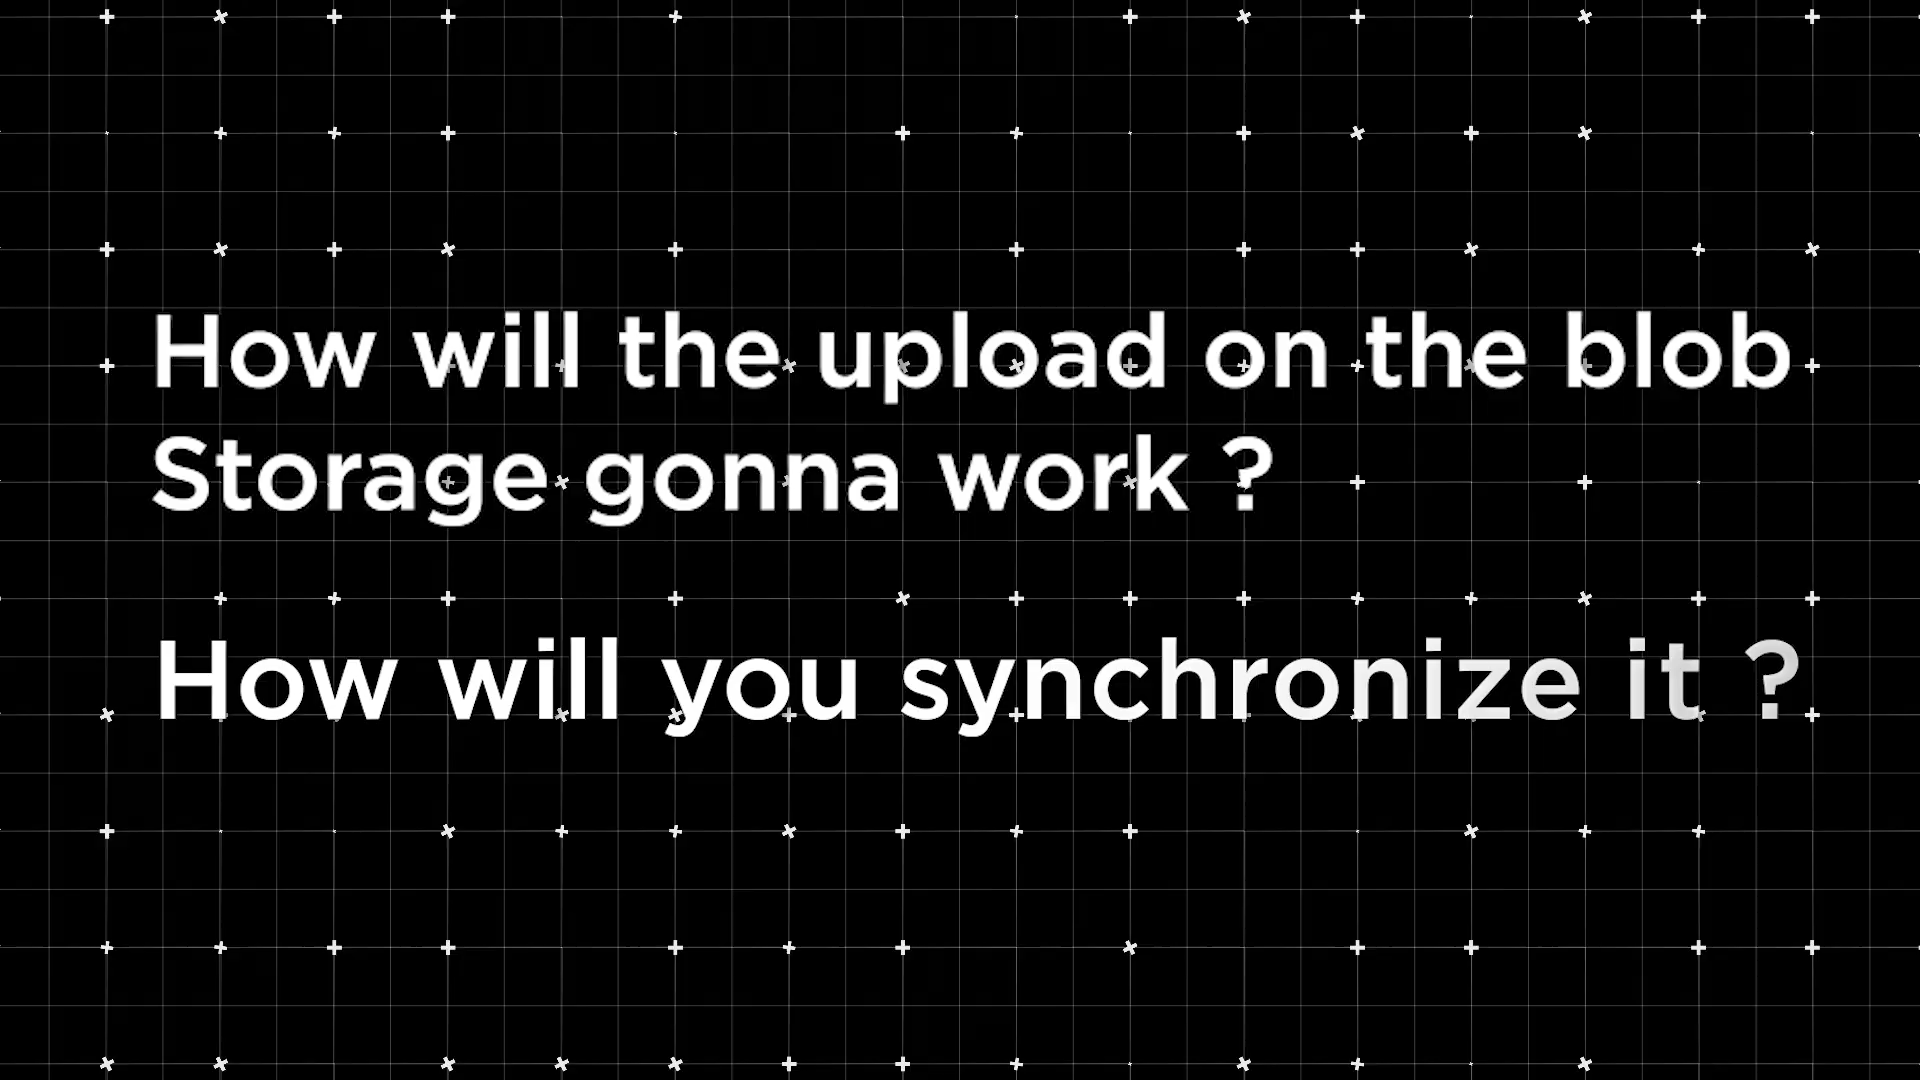 How will the upload on the blob
Storage gonna work ?
How will you synchronize it ?